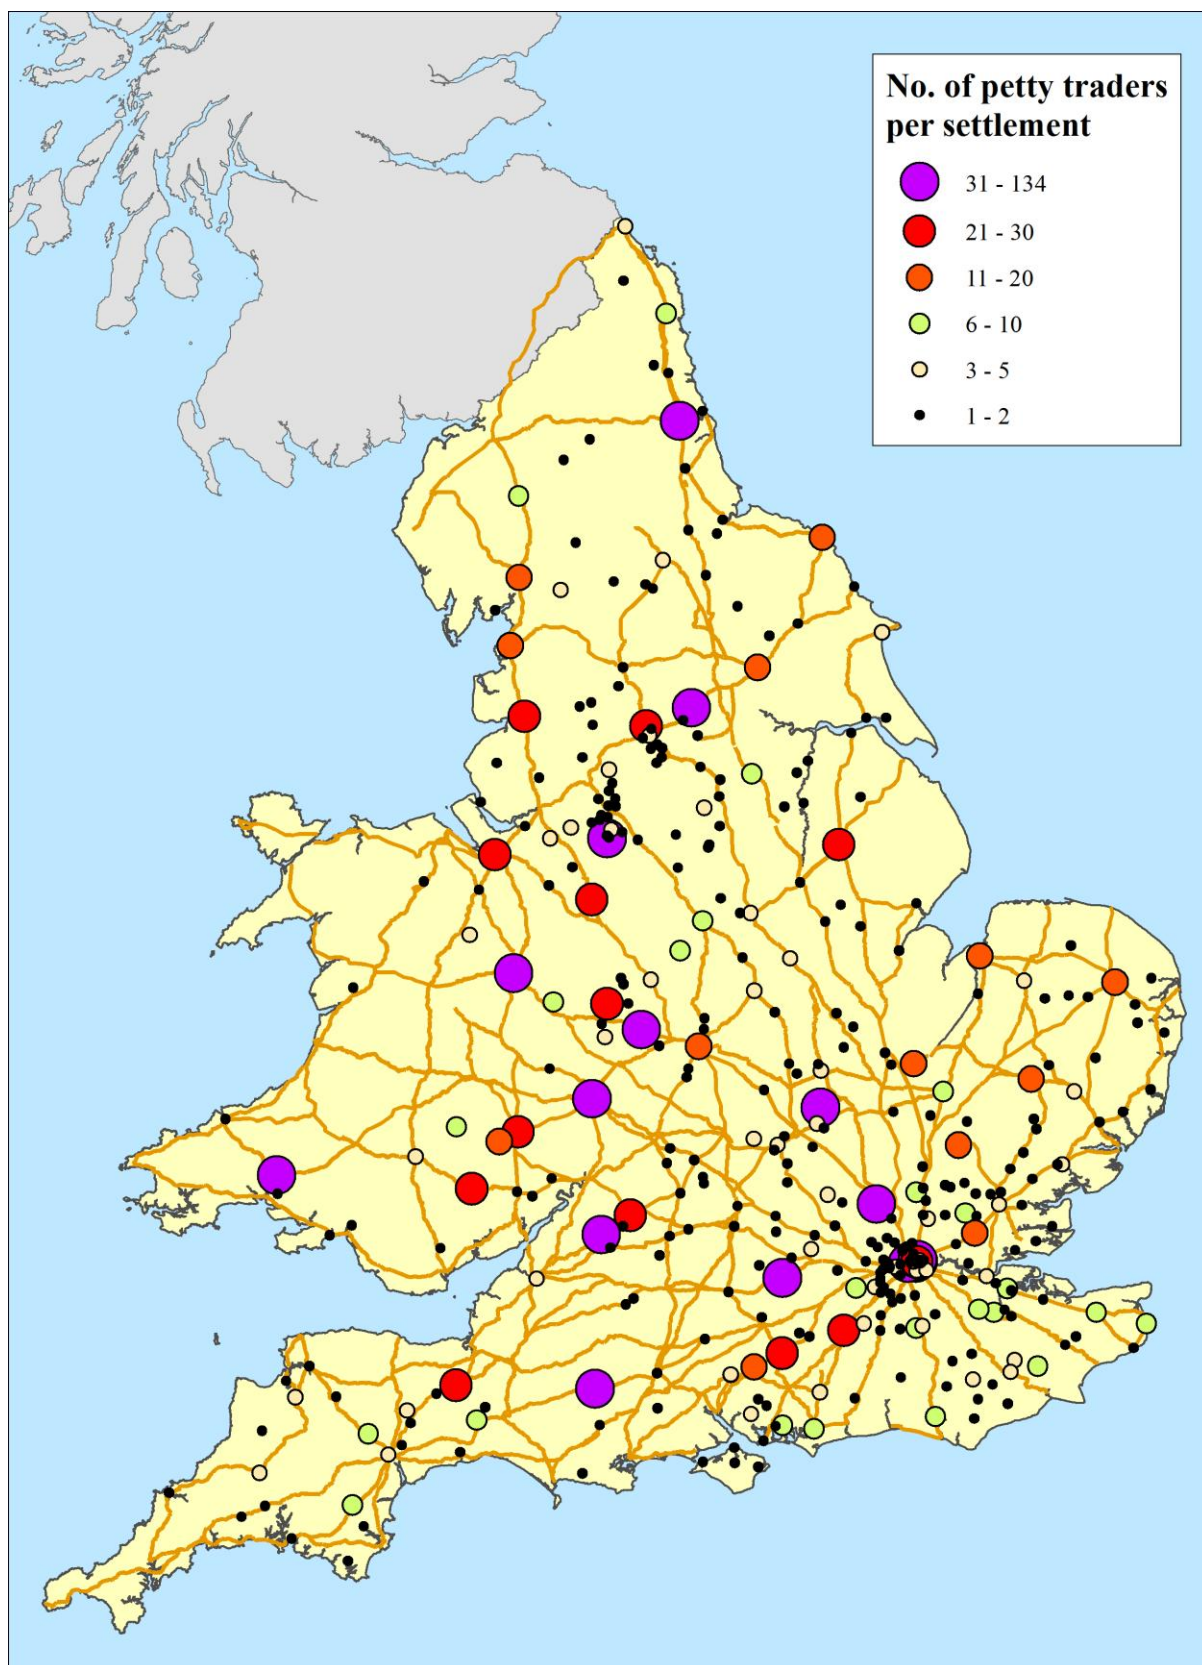 No. of petty traders
per settlement
31 - 134
21 - 30
11 - 20
6 - 10
3 - 5
1 - 2